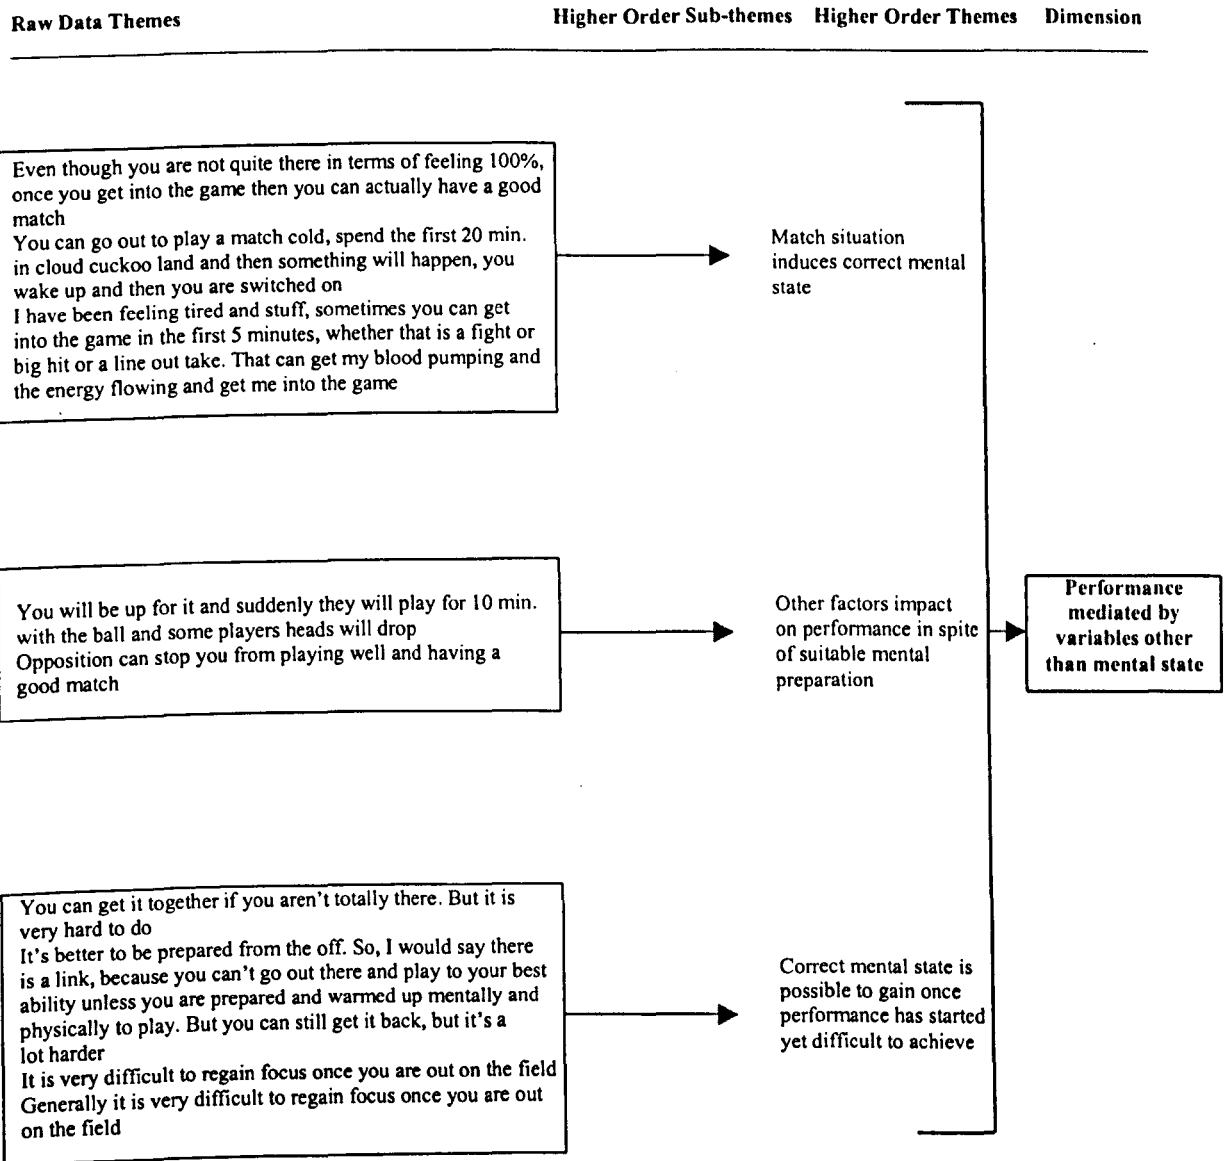 Raw Data Themes Higher Order Sub-themes Higher Order Themes Dimension
Even though you are not quite there in terms of feeling 100%,
once you get into the game then you can actually have a good
match
You can go out to play a match cold, spend the first 20 min.
in cloud cuckoo land and then something will happen, you
wake up and then you are switched on
I have been feeling tired and stuff, sometimes you can get
into the game in the first 5 minutes, whether that is a fight or
big hit or a line out take. That can get my blood pumping and
the energy flowing and get me into the game
Match situation
induces correct mental
state
You will be up for it and suddenly they will play for 10 min.
with the ball and some players heads will drop
Opposition can stop you from playing well and having a
good match
Other factors impact
on performance in spite
of suitable mental
preparation
Performance
mediated by
variables other
than mental state
You can get it together if you aren't totally there. But it is
very hard to do
It's better to be prepared from the off. So, I would say there
is a link, because you can't go out there and play to your best
ability unless you are prepared and warmed up mentally and
physically to play. But you can still get it back, but it's a
lot harder
It is very difficult to regain focus once you are out on the field
Generally it is very difficult to regain focus once you are out
on the field
Correct mental state is
possible to gain once
performance has started
yet difficult to achieve